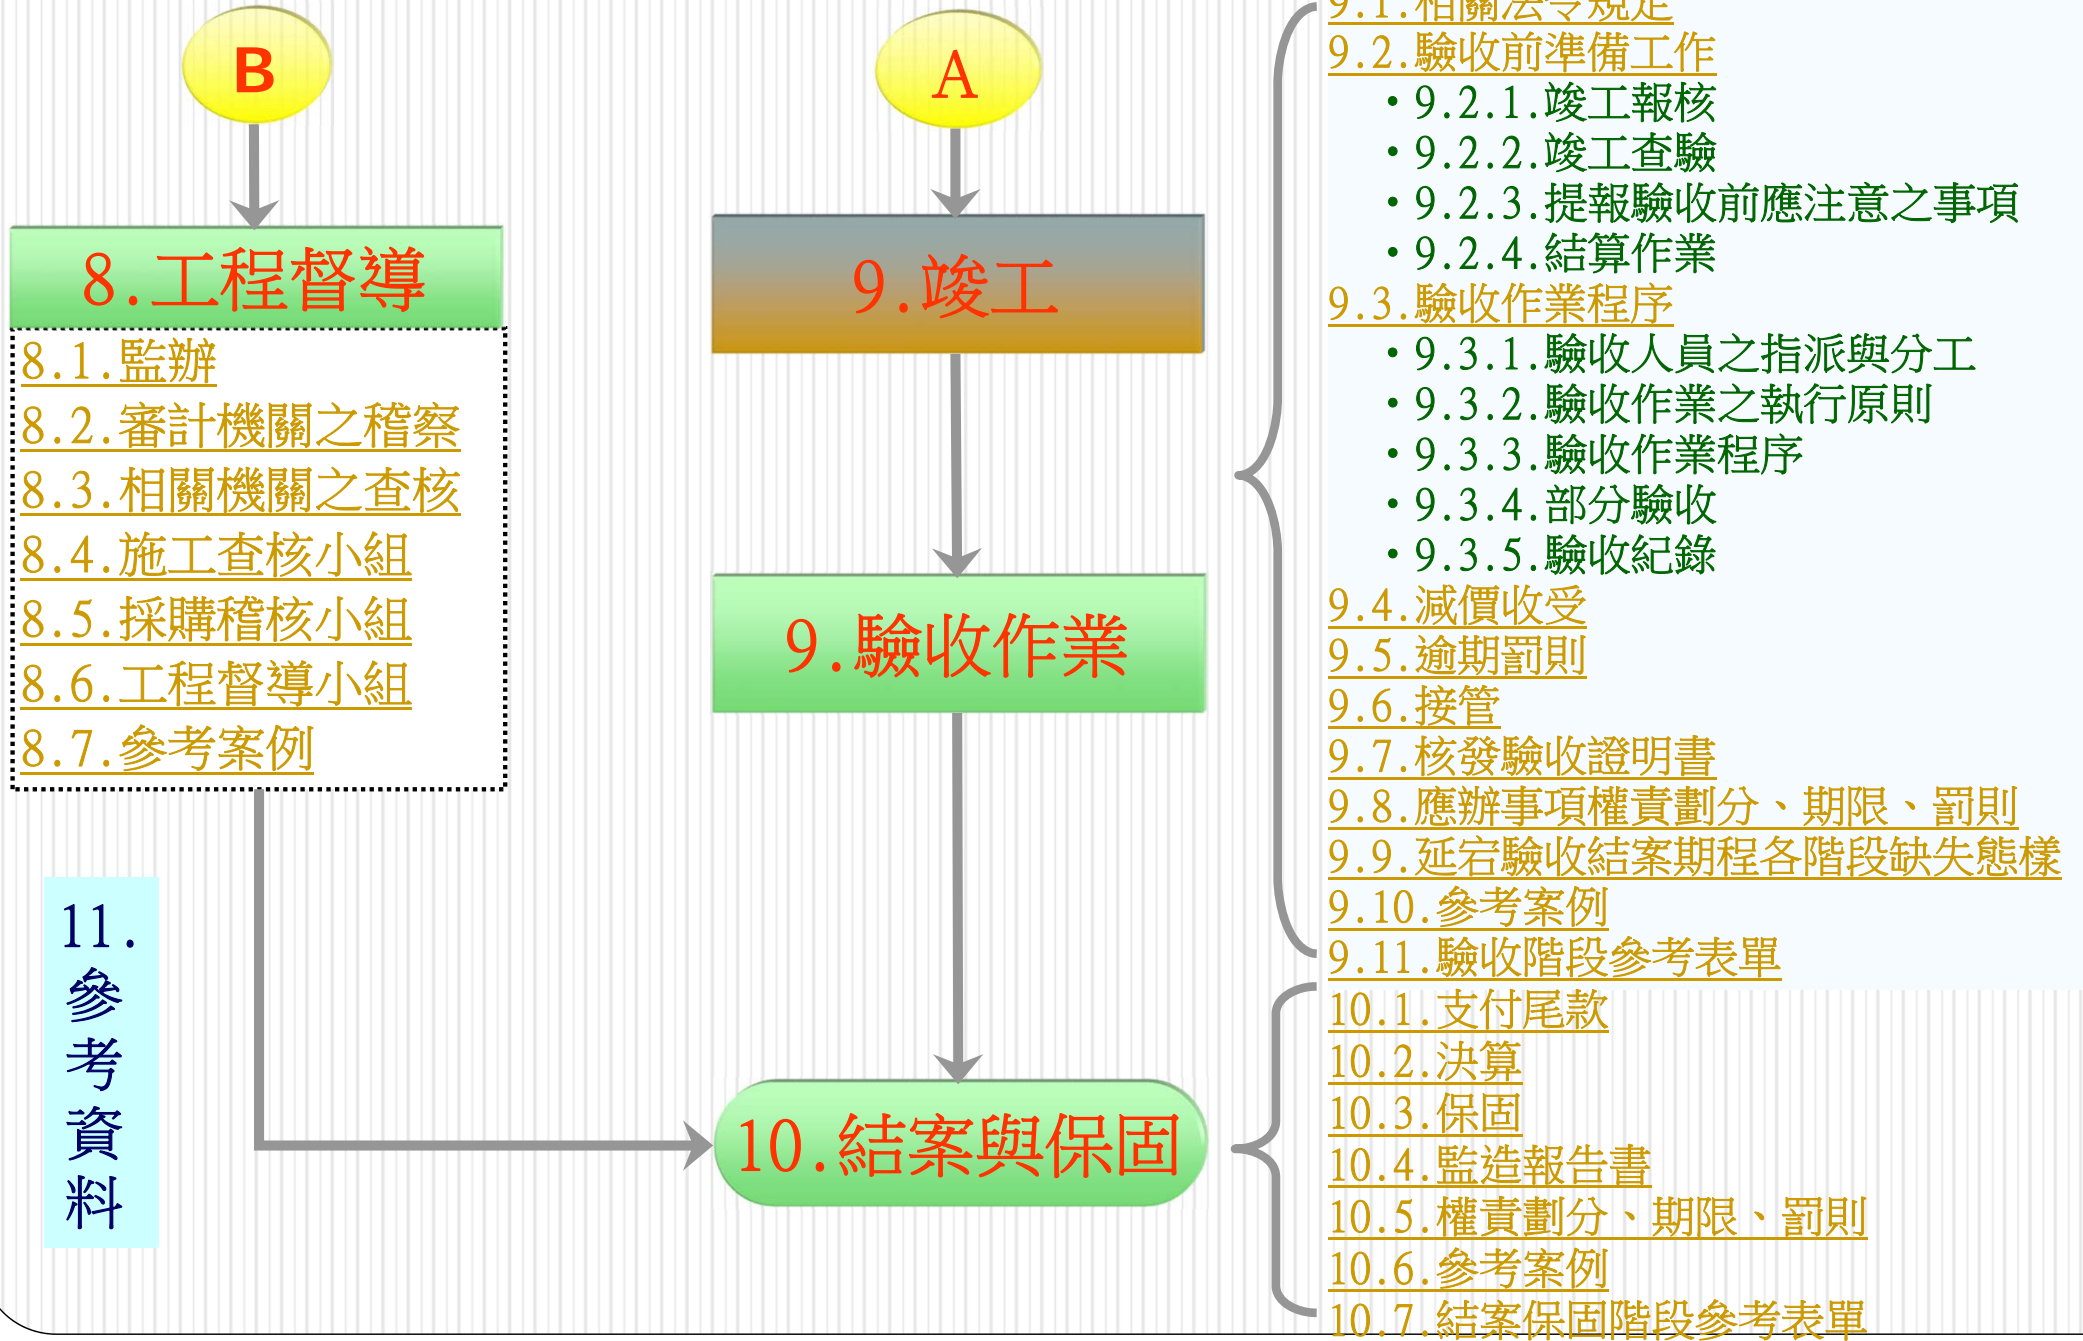 B
8.工程督導
8.1.監辦
8.2.審計機關之稽察
8.3.相關機關之查核
8.4.施工查核小組
8.5.採購稽核小組
8.6.工程督導小組
8.7.參考案例
11.
參
考
資
料
A
9.竣工
9.驗收作業
10.結案與保固
9.1.相關法令規定
9.2.驗收前準備工作
•9.2.1.竣工報核
•9.2.2.竣工查驗
•9.2.3.提報驗收前應注意之事項
•9.2.4.結算作業
9.3.驗收作業程序
•9.3.1.驗收人員之指派與分工
•9.3.2.驗收作業之執行原則
•9.3.3.驗收作業程序
•9.3.4.部分驗收
•9.3.5.驗收紀錄
9.4.減價收受
9.5.逾期罰則
9.6.接管
9.7.核發驗收證明書
9.8.應辦事項權責劃分、期限、罰則
9.9.延宕驗收結案期程各階段缺失態樣
9.10.參考案例
9.11.驗收階段參考表單
10.1.支付尾款
10.2.決算
10.3.保固
10.4.監造報告書
10.5.權責劃分、期限、罰則
10.6.參考案例
10.7.結案保固階段參考表單